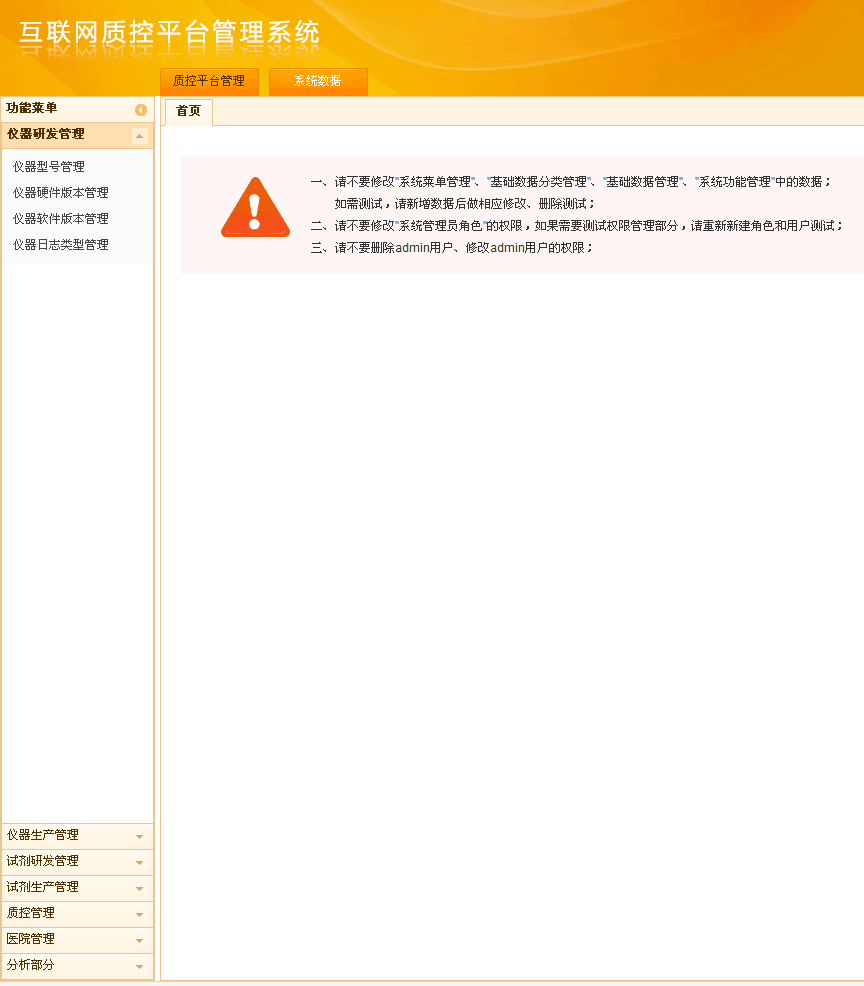 互联网质控平台管理系统
质控平台管理
系统数据
功能菜单
首页
仪器研发管理
仪器型号管理
仪器硬件版本管理
仪器软件版本管理
仪器日志类型管理
一、请不要修改"系统菜单管理"、"基础数据分类管理"、"基础数据管理"、"系统功能管理"中的数据；
如需测试，请新增数据后做相应修改、删除测试；
二、请不要修改"系统管理员角色"的权限，如果需要测试权限管理部分，请重新新建角色和用户测试；
三、请不要删除admin用户、修改admin用户的权限；
仪器生产管理
试剂研发管理
试剂生产管理
质控管理
医院管理
分析部分